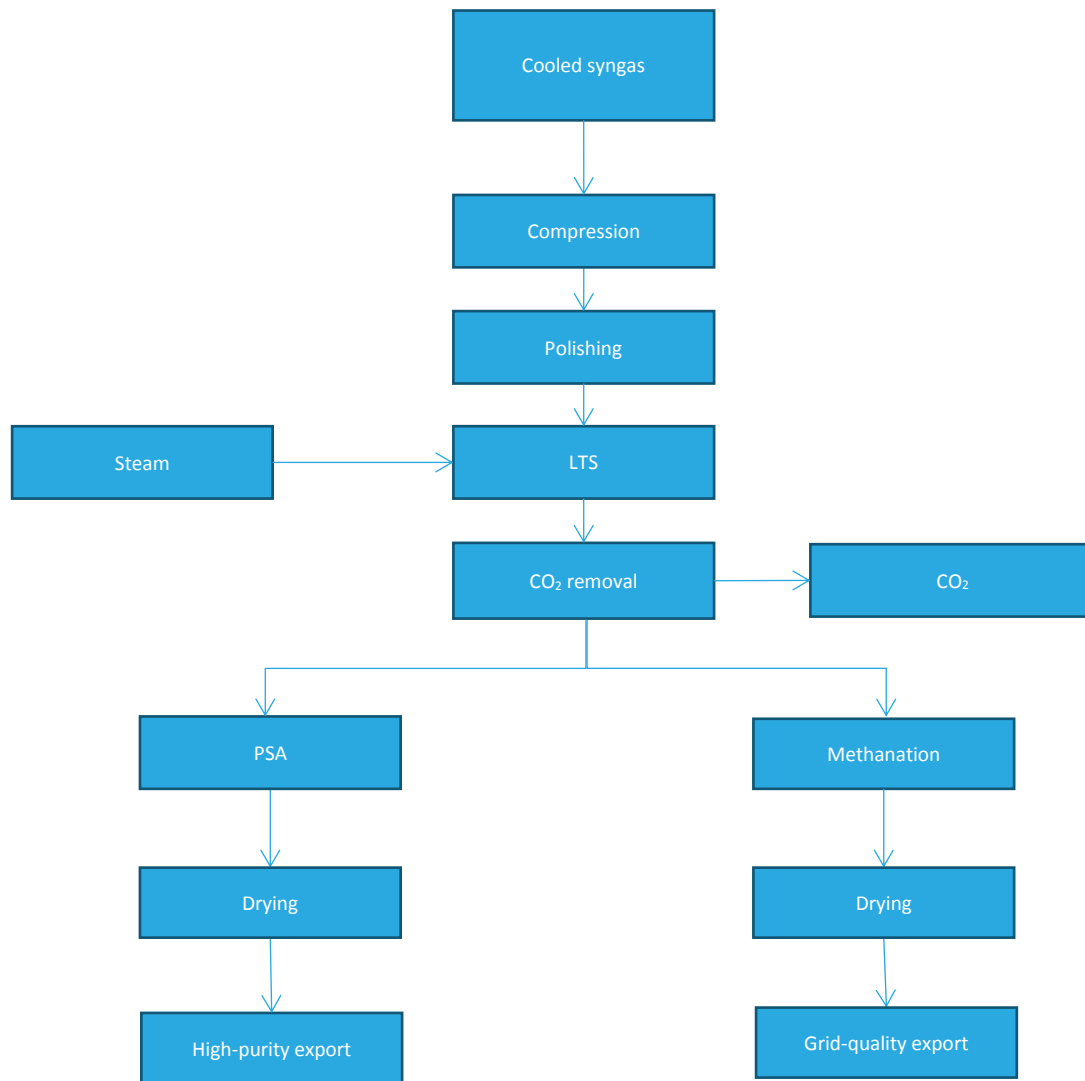 Cooled syngas
Compression
Polishing
Steam
LTS
CO₂ removal
CO₂
PSA
Methanation
Drying
Drying
High-purity export
Grid-quality export